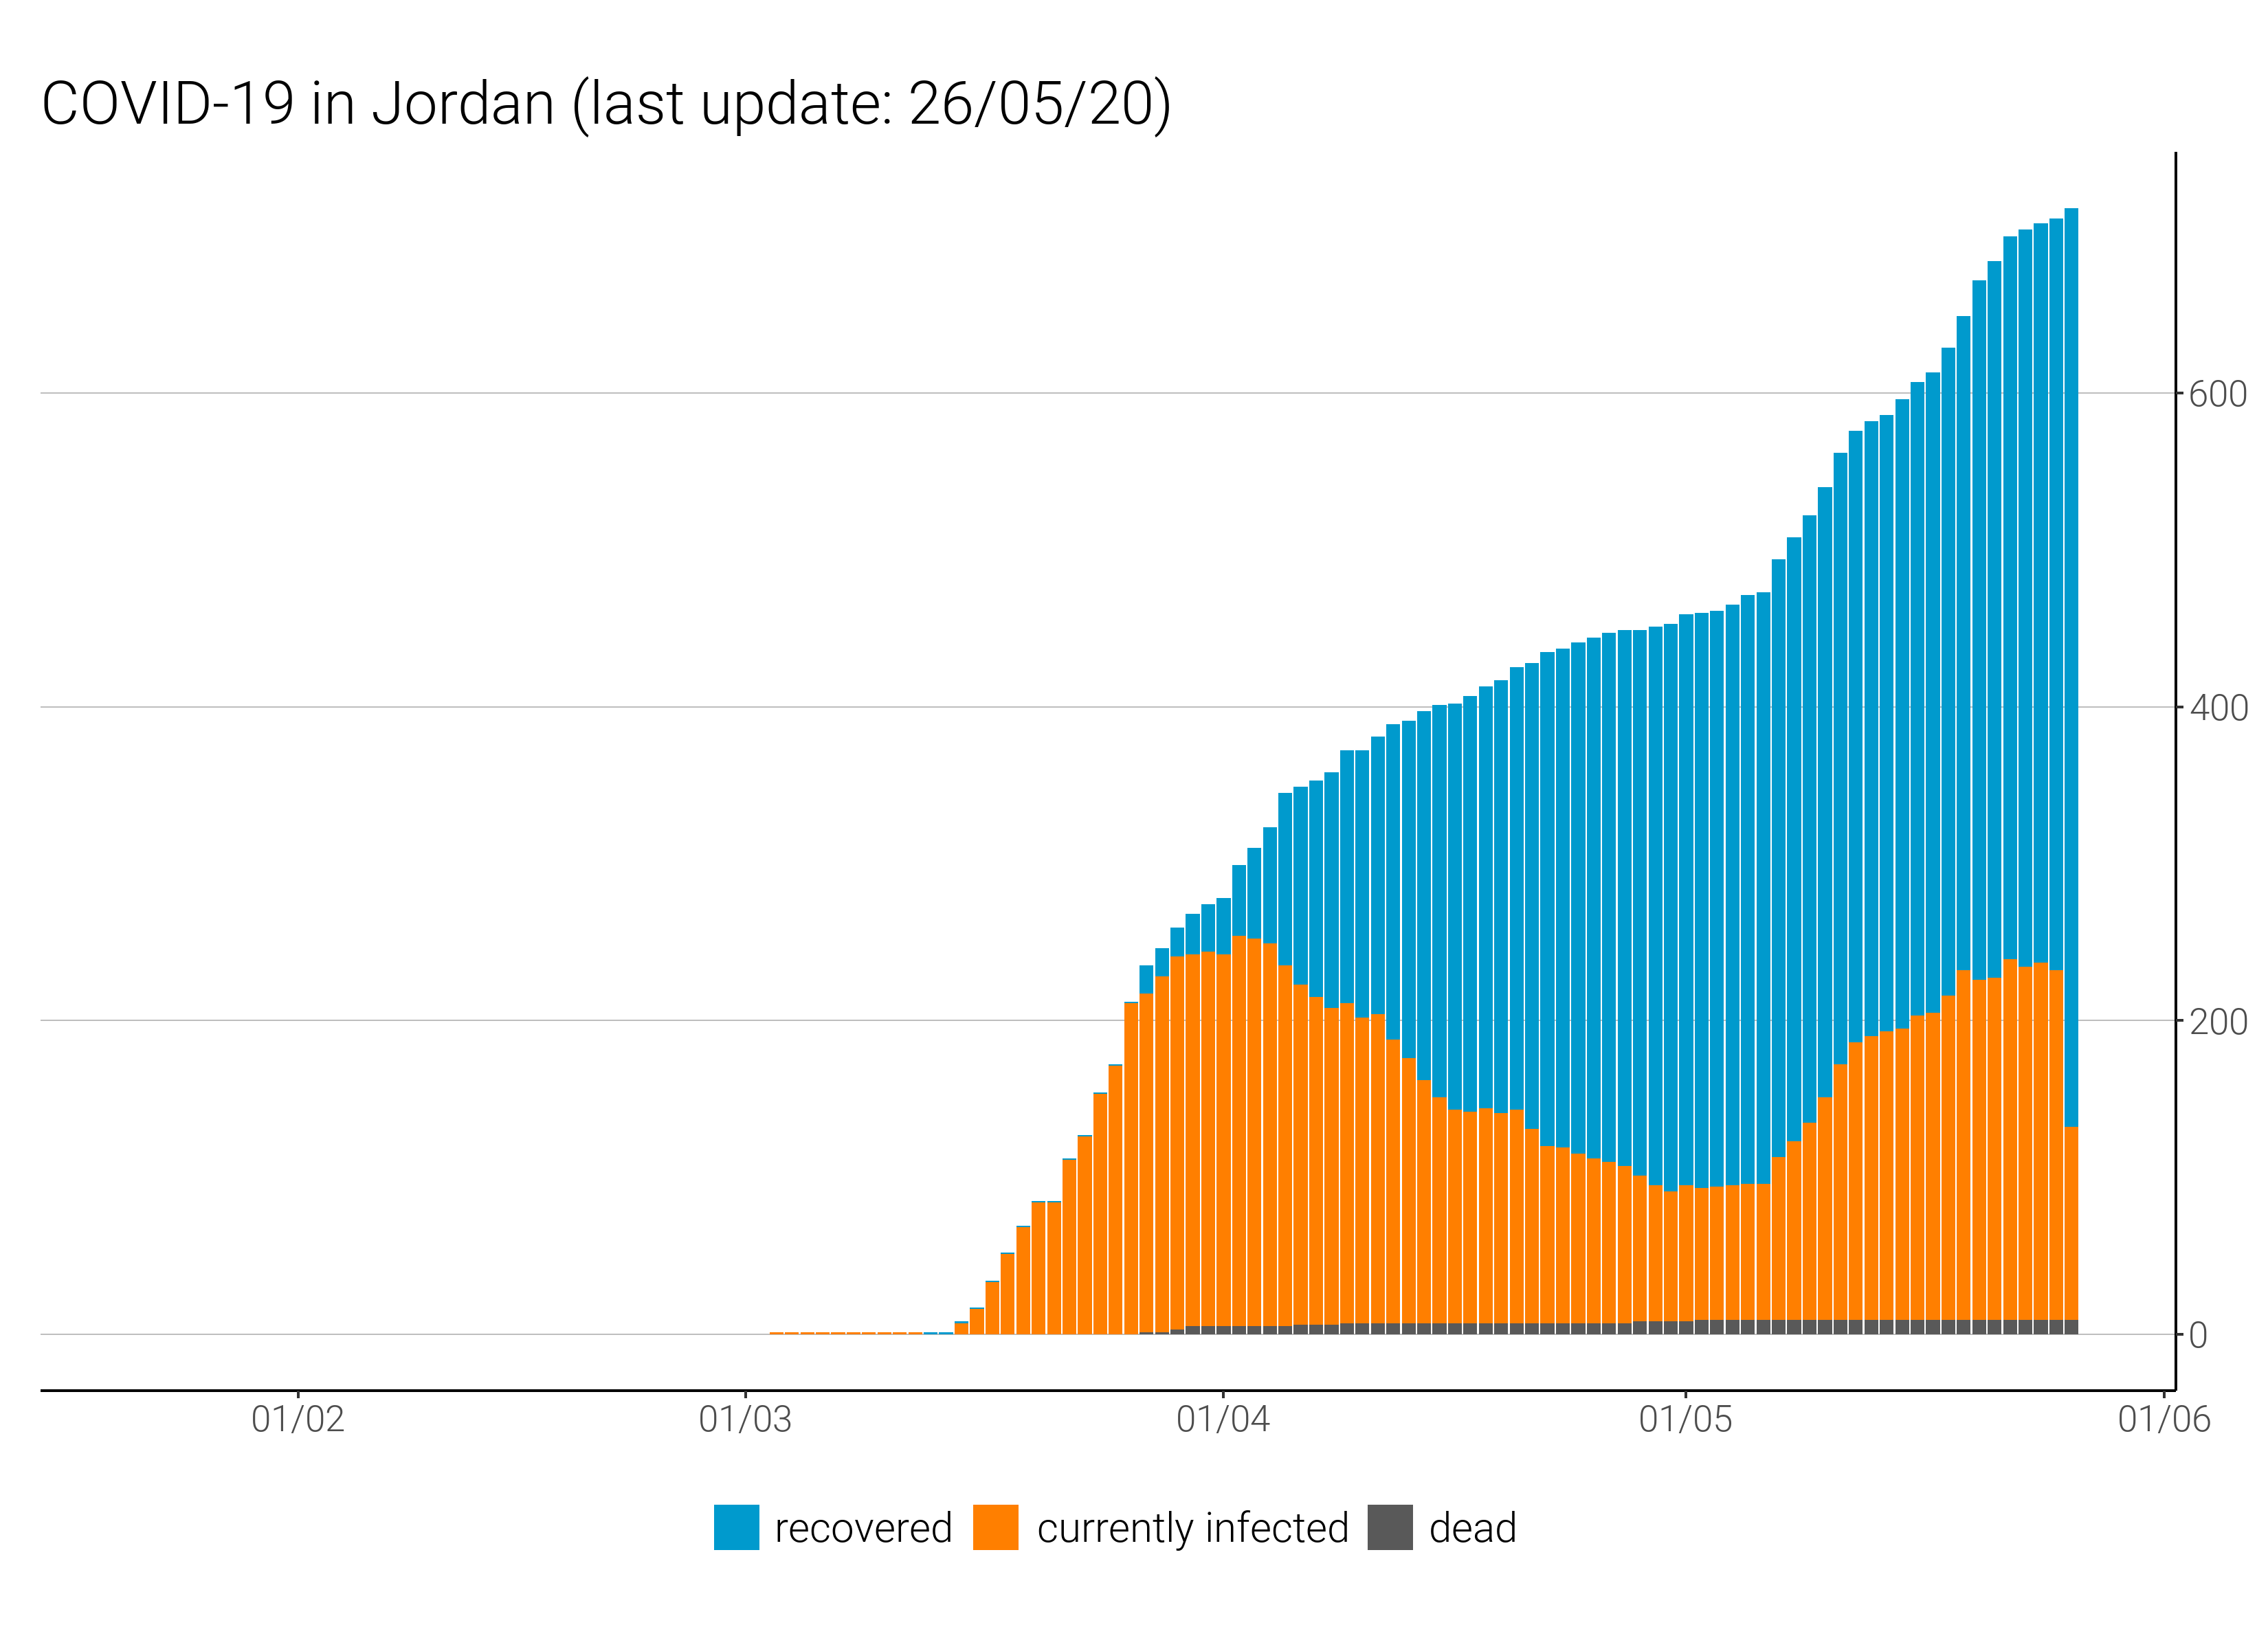 COVID-19 in Jordan (last update: 26/05/20)
600
400
200
0
01/02 01/03 01/04 01/05 01/06
recovered currently infected dead